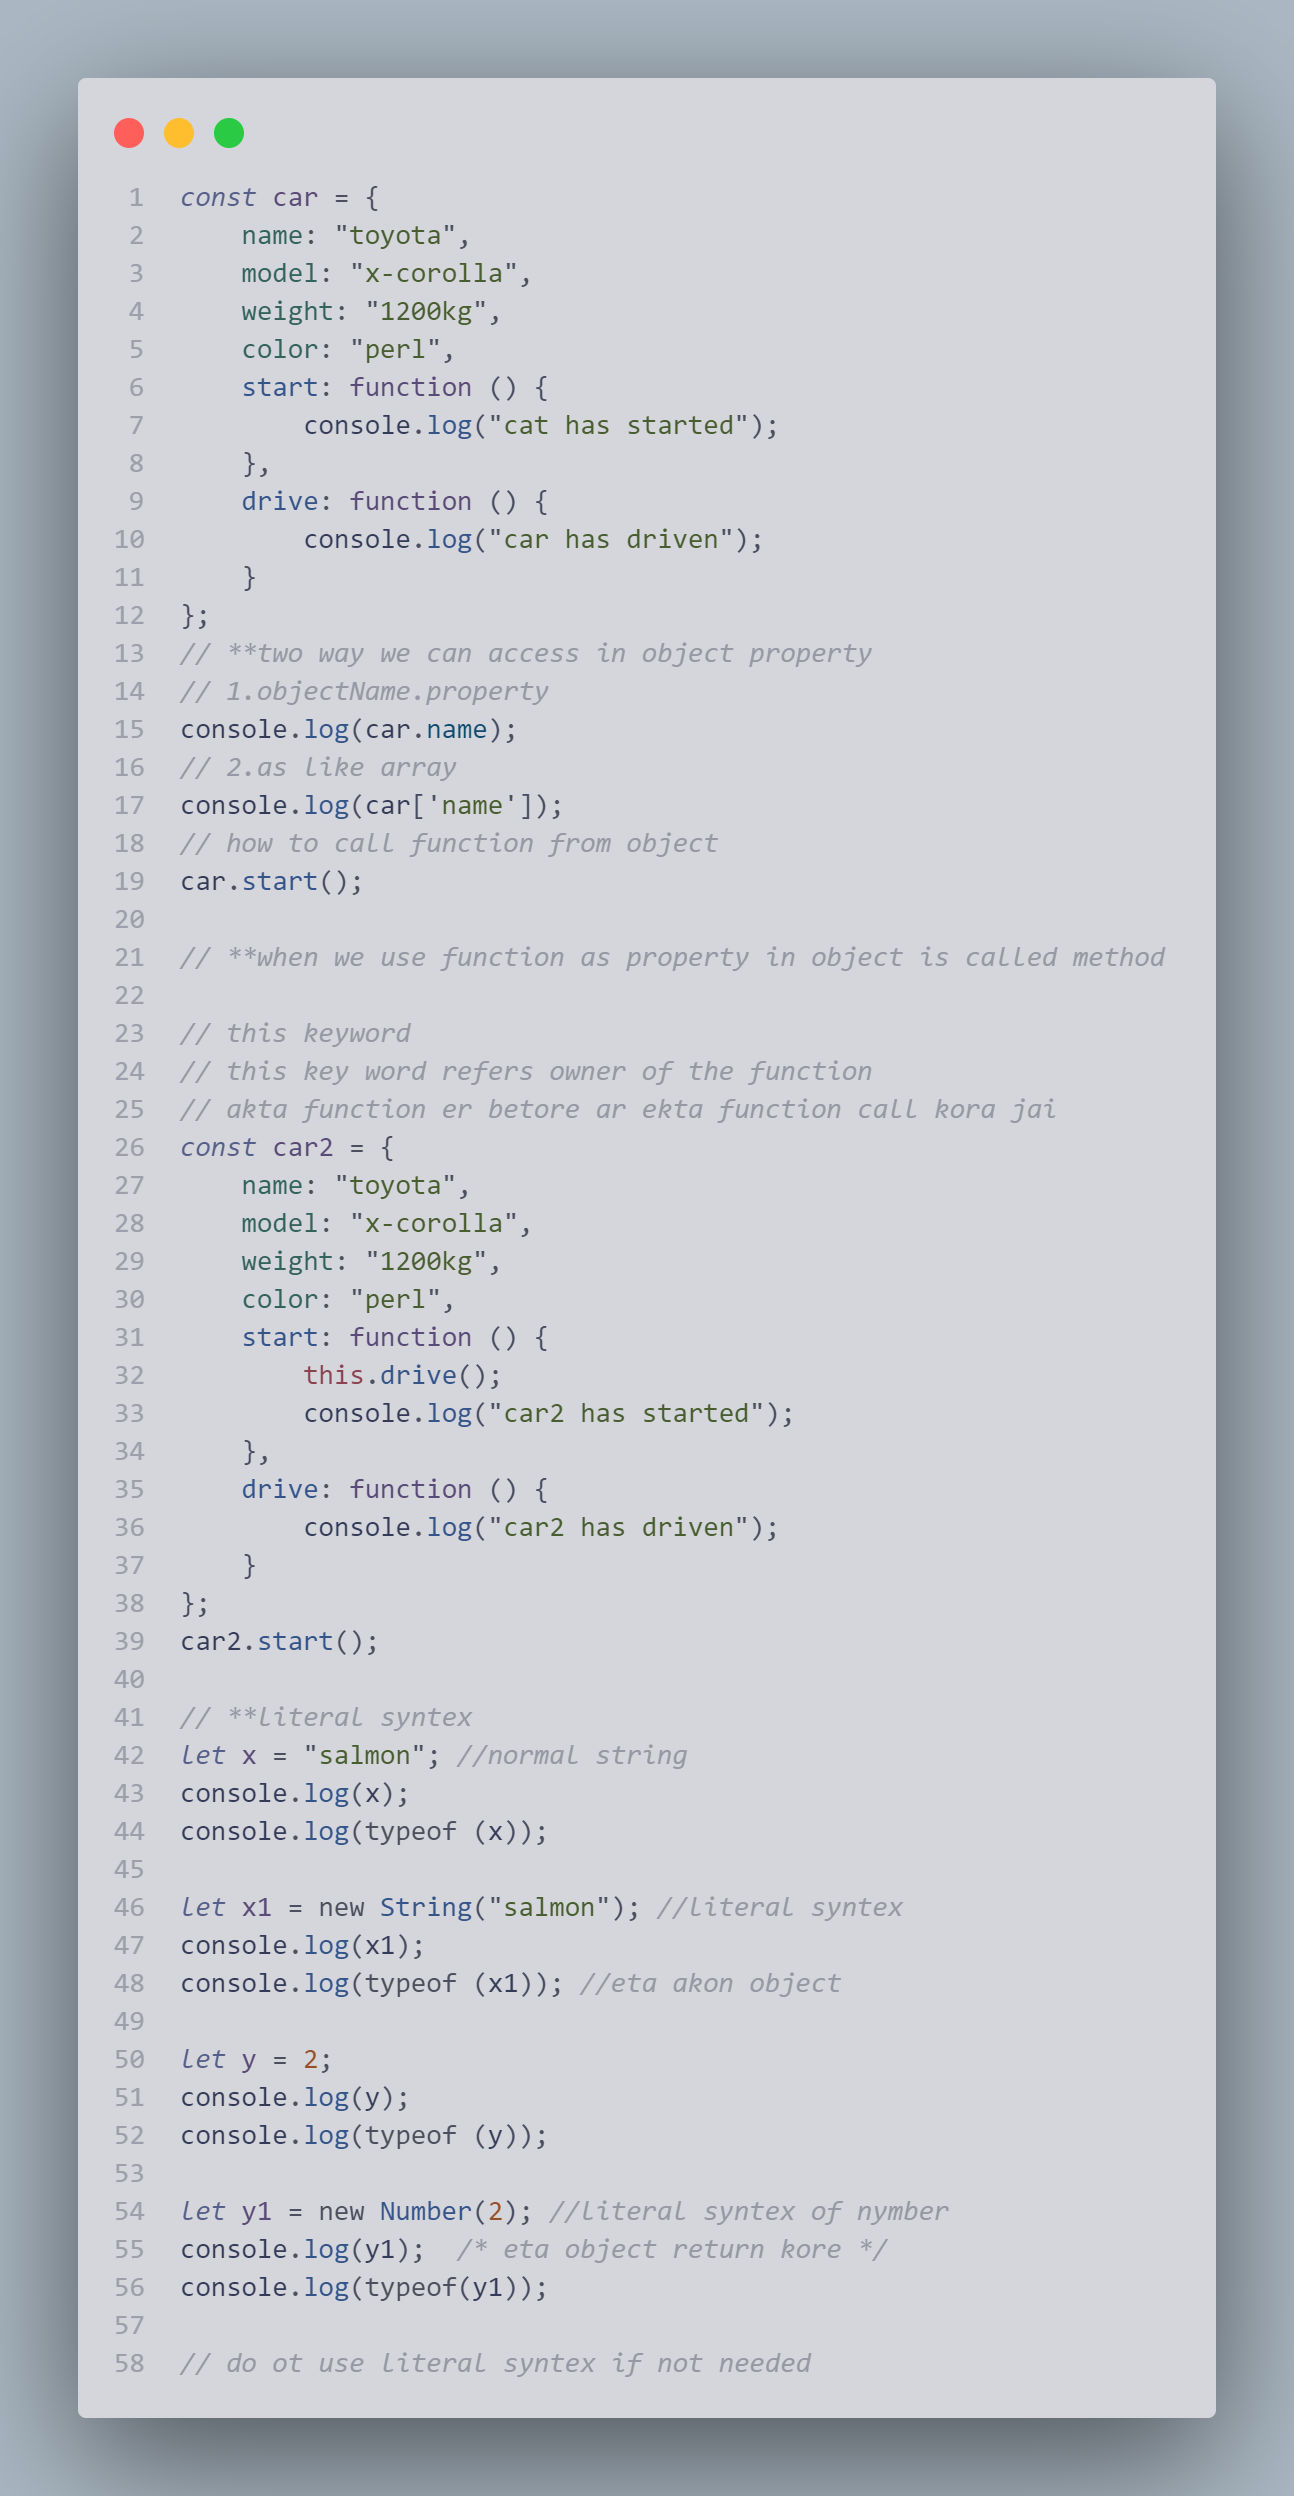 1 const car = {
2     name: "toyota",
3     model: "x-corolla",
4     weight: "1200kg",
5     color: "perl",
6     start: function () {
7         console.log("cat has started");
8     },
9     drive: function () {
10         console.log("car has driven");
11     }
12 };
13 // **two way we can access in object property
14 // 1.objectName.property
15 console.log(car.name);
16 // 2.as like array
17 console.log(car['name']);
18 // how to call function from object
19 car.start();
20
21 // **when we use function as property in object is called method
22
23 // this keyword
24 // this key word refers owner of the function
25 // akta function er betore ar ekta function call kora jai
26 const car2 = {
27     name: "toyota",
28     model: "x-corolla",
29     weight: "1200kg",
30     color: "perl",
31     start: function () {
32         this.drive();
33         console.log("car2 has started");
34     },
35     drive: function () {
36         console.log("car2 has driven");
37     }
38 };
39 car2.start();
40
41 // **literal syntex
42 let x = "salmon"; //normal string
43 console.log(x);
44 console.log(typeof (x));
45
46 let x1 = new String("salmon"); //literal syntex
47 console.log(x1);
48 console.log(typeof (x1)); //eta akon object
49
50 let y = 2;
51 console.log(y);
52 console.log(typeof (y));
53
54 let y1 = new Number(2); //literal syntex of nymber
55 console.log(y1);  /* eta object return kore */
56 console.log(typeof(y1));
57
58 // do ot use literal syntex if not needed